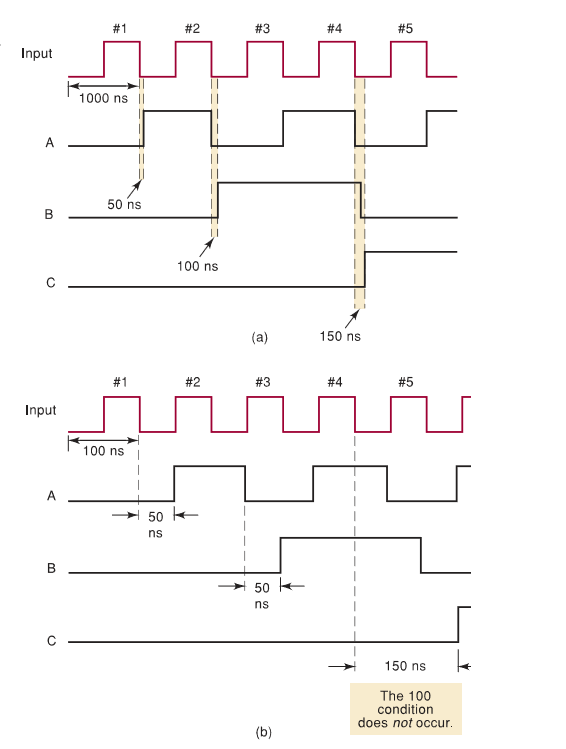 #1 #2 #3 #4 #5
Input
1000 ns
A
50 ns
B
100 ns
C
150 ns
(a)
#1 #2 #3 #4 #5
Input
100 ns
A
50
ns
B
50
ns
C
150 ns
The 100
condition
does not occur.
(b)